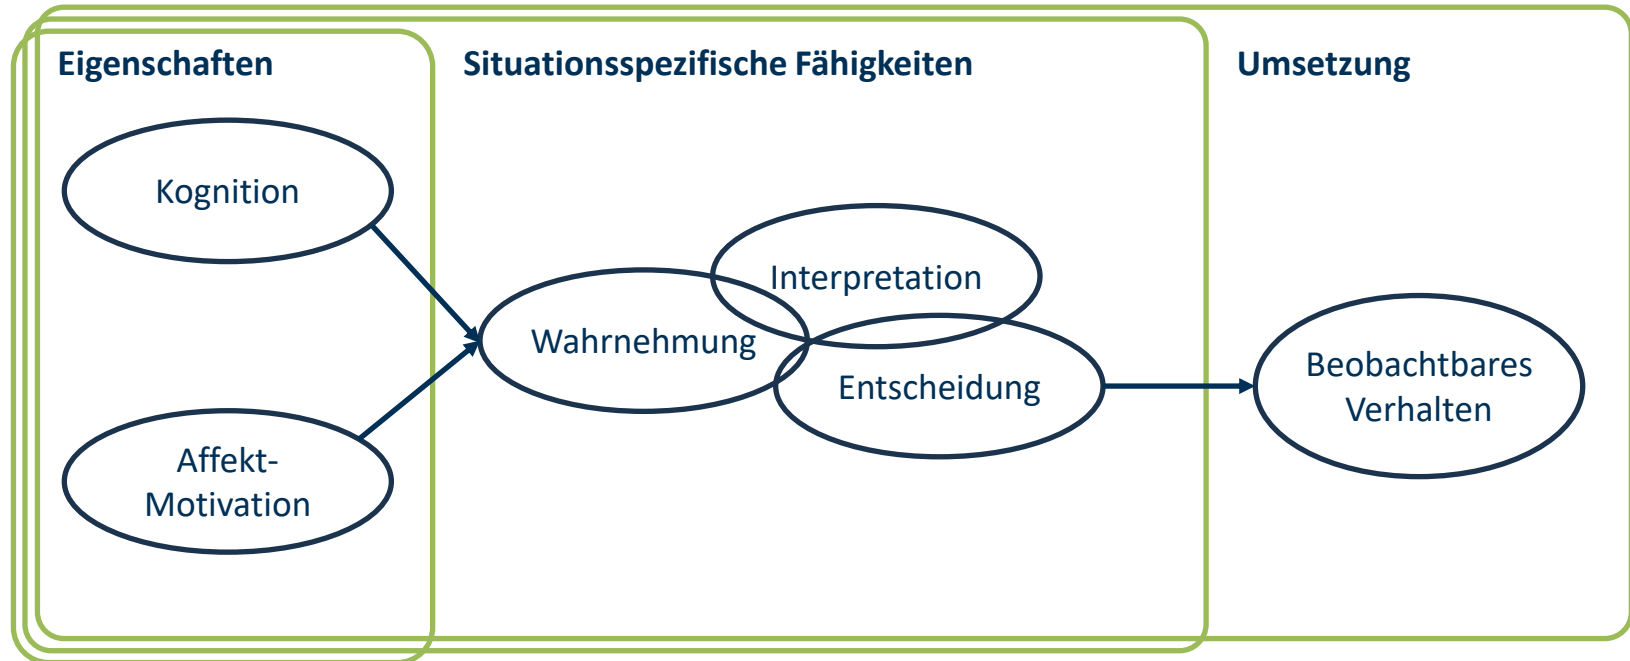 Eigenschaften
Situationsspezifische Fähigkeiten
Umsetzung
Kognition
Affekt-
Motivation
Wahrnehmung
Interpretation
Entscheidung
Beobachtbares
Verhalten